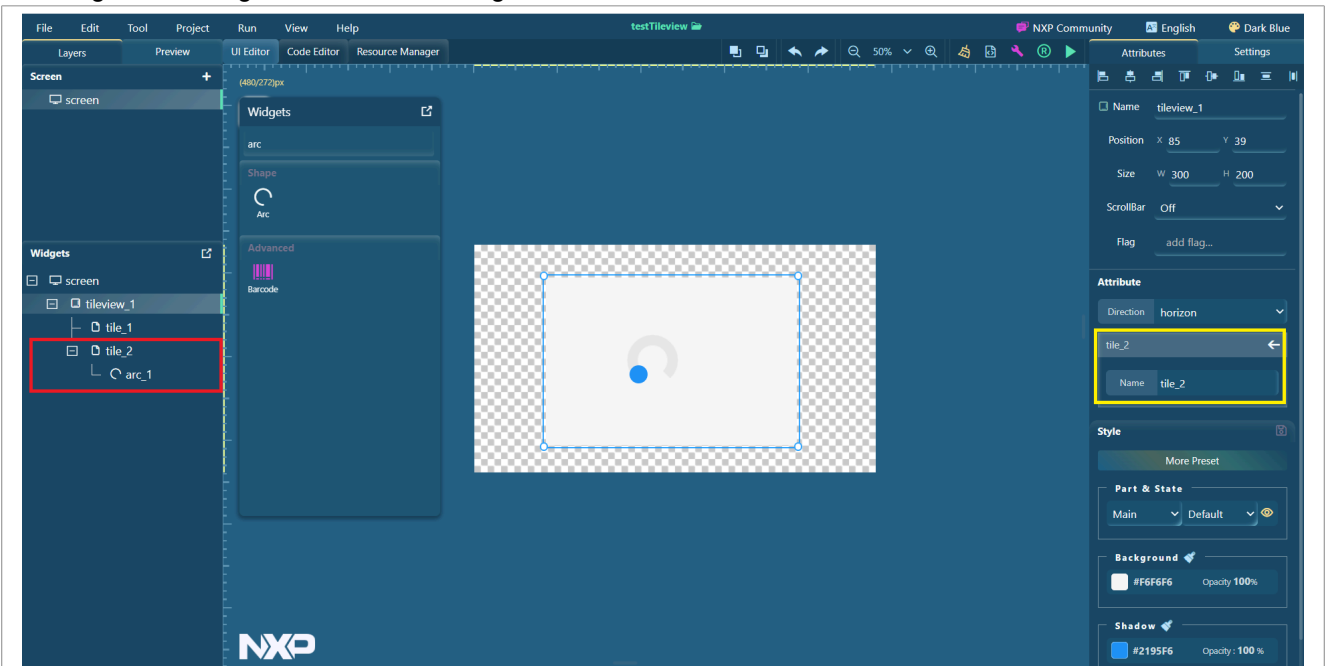 File Edit Tool Project Run View Help testTileview NXP Community English Dark Blue
Layers Preview UI Editor Code Editor Resource Manager 50% Attributes Settings
Screen +
screen
(480/272)px
Widgets
arc
Shape
Arc
Advanced
Barcode
Widgets
screen
tileview_1
tile_1
tile_2
arc_1
NXP
Name tileview_1
Position X 85 Y 39
Size W 300 H 200
ScrollBar Off
Flag add flag...
Attribute
Direction horizon
tile_2
Name tile_2
Style
More Preset
Part & State
Main Default
Background
#F6F6F6 Opacity 100%
Shadow
#2195F6 Opacity : 100 %